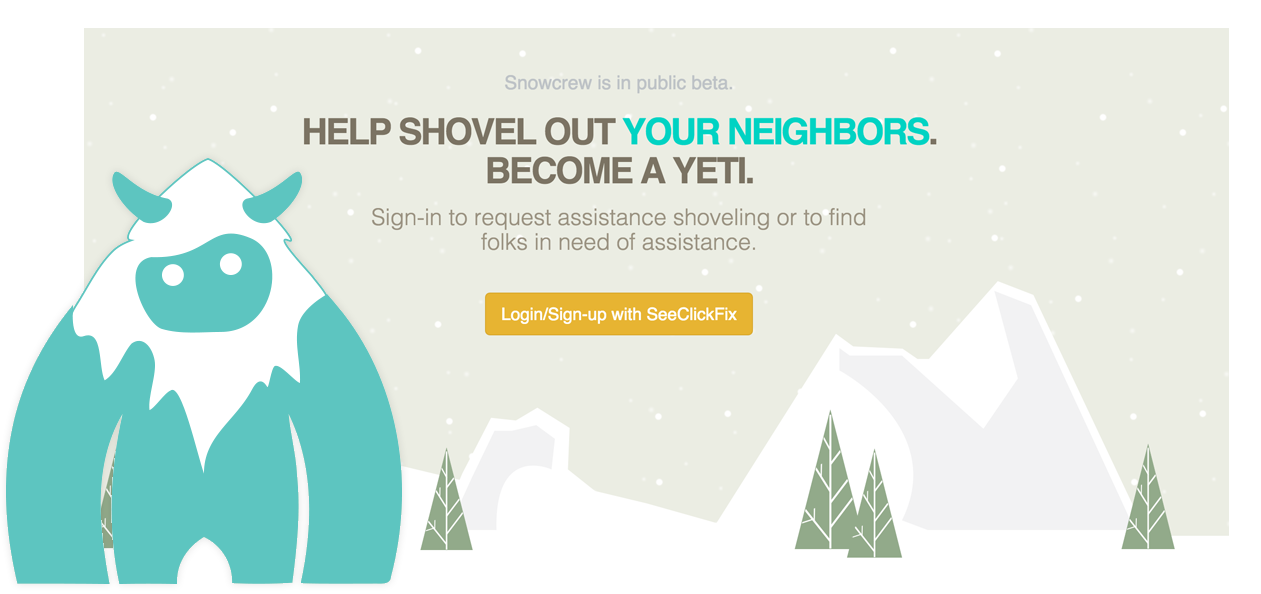 Snowcrew is in public beta.
HELP SHOVEL OUT YOUR NEIGHBORS.
BECOME A YETI.
Sign-in to request assistance shoveling or to find
folks in need of assistance.
Login/Sign-up with SeeClickFix